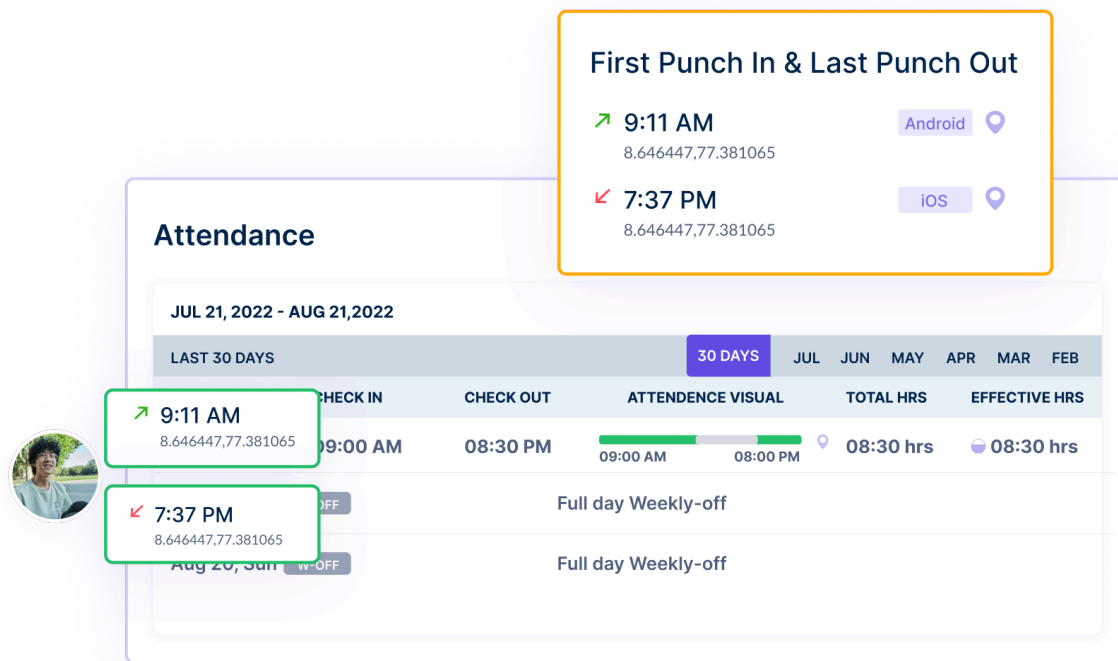 First Punch In & Last Punch Out
9:11 AM Android
8.646447,77.381065
7:37 PM iOS
8.646447,77.381065
Attendance
JUL 21, 2022 - AUG 21,2022
LAST 30 DAYS 30 DAYS JUL JUN MAY APR MAR FEB
CHECK IN CHECK OUT ATTENDENCE VISUAL TOTAL HRS EFFECTIVE HRS
9:11 AM
8.646447,77.381065
09:00 AM 08:30 PM 09:00 AM 08:00 PM 08:30 hrs 08:30 hrs
7:37 PM
8.646447,77.381065
OFF Full day Weekly-off
Aug 20, Sun W-OFF Full day Weekly-off